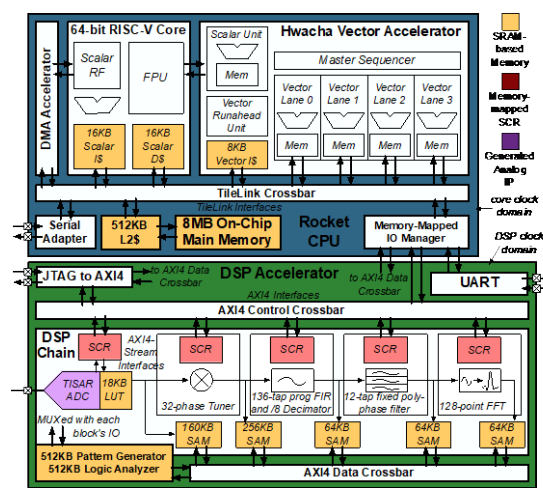 64-bit RISC-V Core
Hwacha Vector Accelerator
DMA Accelerator
Scalar
RF
FPU
16KB
Scalar
I$
16KB
Scalar
D$
Scalar Unit
Mem
Vector
Runahead
Unit
8KB
Vector I$
Master Sequencer
Vector
Lane 0
Vector
Lane 1
Vector
Lane 2
Vector
Lane 3
Mem
Mem
Mem
Mem
SRAM-
based
Memory
Memory-
mapped
SCR
Generated
Analog
IP
TileLink Crossbar
TileLink Interfaces
core clock
domain
Serial
Adapter
512KB
L2$
8MB On-Chip
Main Memory
Rocket
CPU
Memory-Mapped
IO Manager
DSP clock
domain
JTAG to AXI4
to AXI4 Data
Crossbar
DSP Accelerator
to AXI4 Data
Crossbar
UART
AXI4 Interfaces
AXI4 Control Crossbar
DSP
Chain
SCR
AXI4-
Stream
Interfaces
SCR
SCR
SCR
SCR
TISAR
ADC
18KB
LUT
32-phase Tuner
136-tap prog FIR
and /8 Decimator
12-tap fixed poly-
phase filter
128-point FFT
MUXed with each
block's IO
160KB
SAM
256KB
SAM
64KB
SAM
64KB
SAM
64KB
SAM
512KB Pattern Generator
512KB Logic Analyzer
AXI4 Data Crossbar